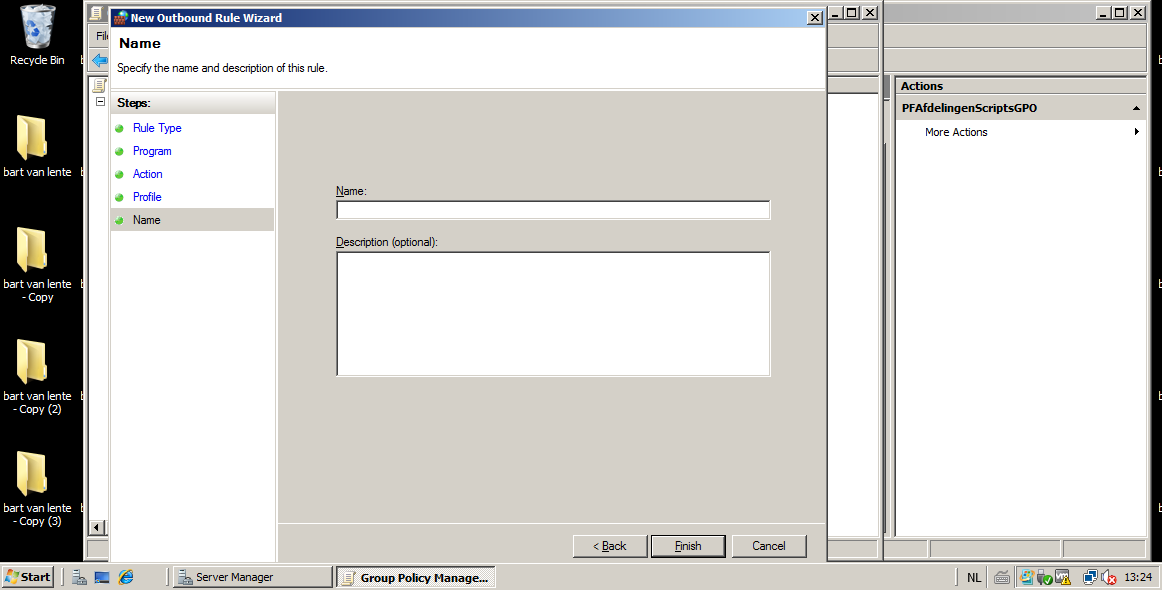 Recycle Bin
bart van lente
bart van lente
- Copy
bart van lente
- Copy (2)
bart van lente
- Copy (3)
New Outbound Rule Wizard
Name
Specify the name and description of this rule.
Steps:
Rule Type
Program
Action
Profile
Name
Name:
Description (optional):
< Back
Finish
Cancel
Actions
PFAfdelingenScriptsGPO
More Actions
Start
Server Manager
Group Policy Manage...
NL
13:24